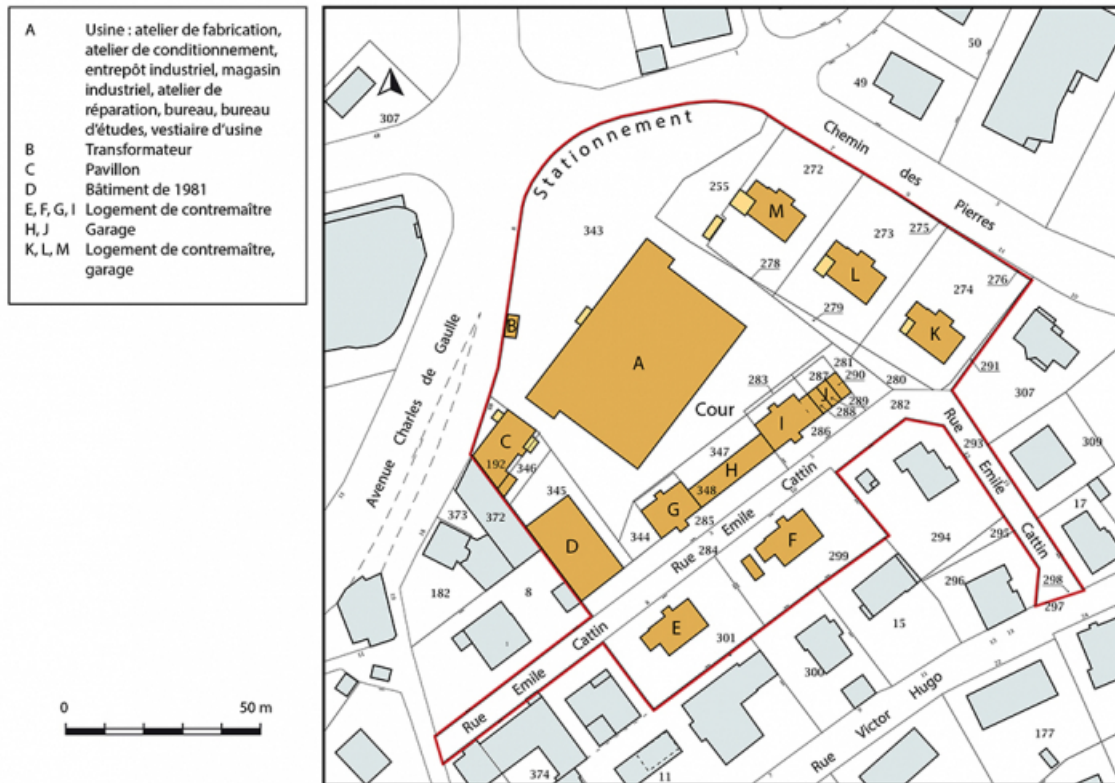 A Usine : atelier de fabrication,
atelier de conditionnement,
entrepôt industriel, magasin
industriel, atelier de
réparation, bureau, bureau
d'études, vestiaire d'usine
B Transformateur
C Pavillon
D Bâtiment de 1981
E, F, G, I Logement de contremaître
H, J Garage
K, L, M Logement de contremaître,
garage
0 50 m
307
50
49
Stationnement
Chemin des Pierres
255
272
M
343
273
275
278
L
274
276
279
K
B
A
291
307
Avenue Charles de Gaulle
281
283
287
290
280
J
289
288
282
Cour
I
286
Rue Emile Cattin
293
309
C
192
346
347
H
348
17
345
G
373
372
344
285
Rue Emile Cattin
284
F
299
294
295
D
298
296
297
182
8
E
301
15
300
Rue Emile Cattin
Rue Victor Hugo
177
374
11